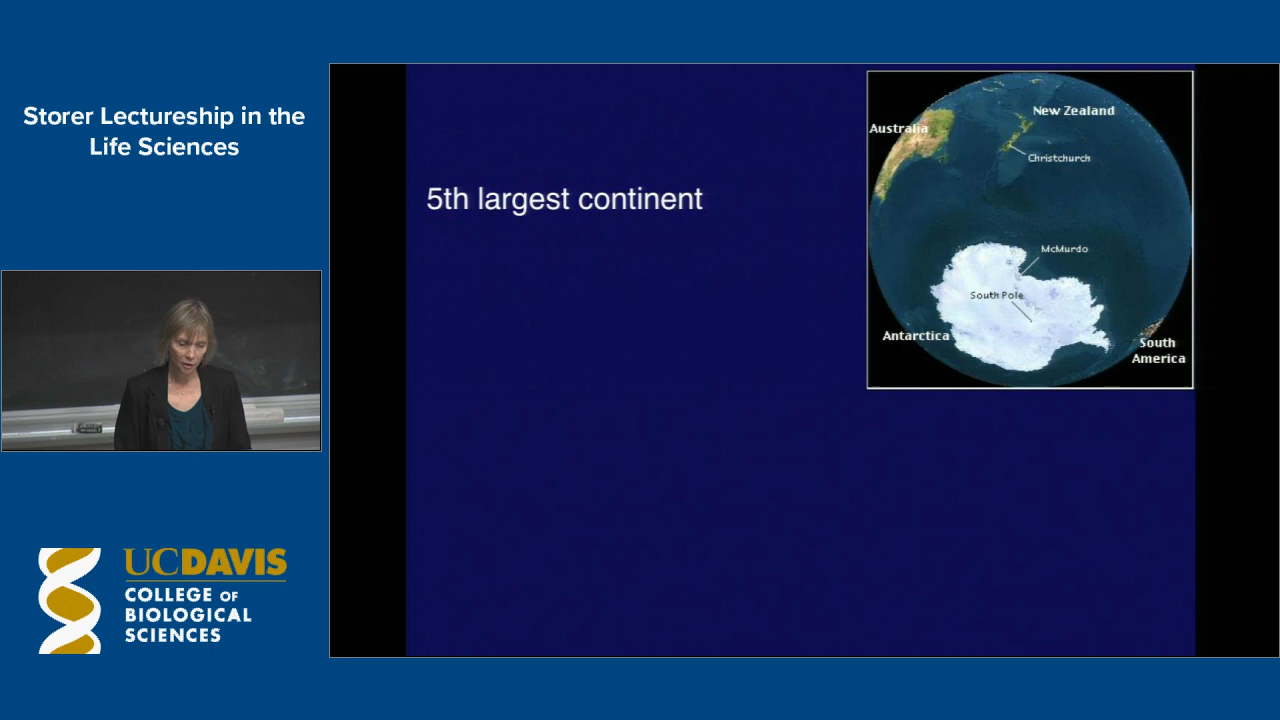 Storer Lectureship in the
Life Sciences
5th largest continent
New Zealand
Australia
Christchurch
McMurdo
South Pole
Antarctica
South
America
UCDAVIS
COLLEGE OF
BIOLOGICAL
SCIENCES